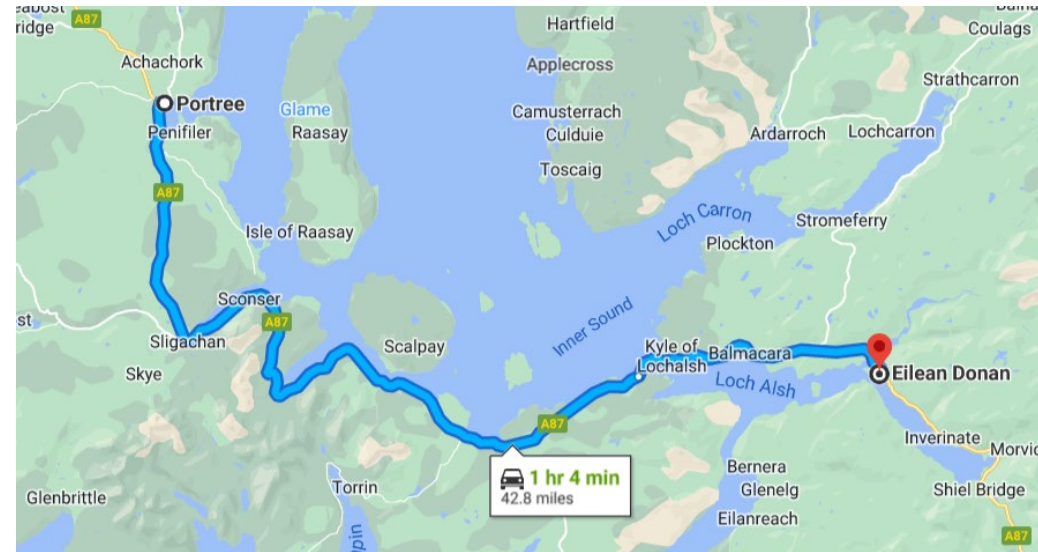 eabost
ridge
A87
Hartfield
Coulags
Achachork
Applecross
Strathcarron
Portree
Glame
Raasay
Camusterrach
Culduie
Penifiler
Ardarroch
Lochcarron
Toscaig
A87
Loch Carron
Stromeferry
Isle of Raasay
Plockton
Sconser
A87
Inner Sound
st
Sligachan
Scalpay
Kyle of
Lochalsh
Balmacara
Skye
Loch Alsh
Eilean Donan
A87
Inverinate
Morvic
Bernera
1 hr 4 min
42.8 miles
Torrin
Glenelg
Shiel Bridge
Glenbrittle
Eilanreach
pin
A87